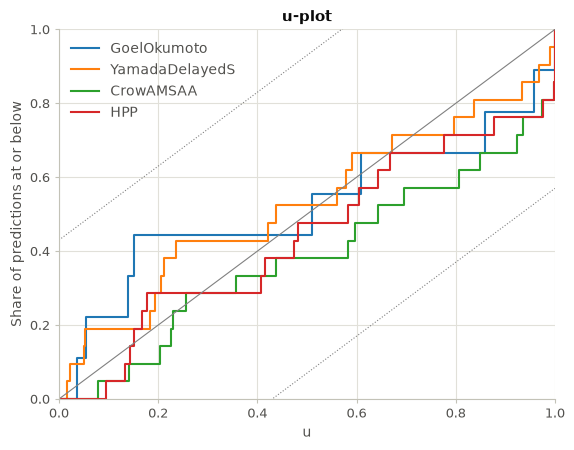 u-plot
GoelOkumoto
YamadaDelayedS
CrowAMSAA
HPP
Share of predictions at or below
1.0
0.8
0.6
0.4
0.2
0.0
0.0 0.2 0.4 0.6 0.8 1.0
u